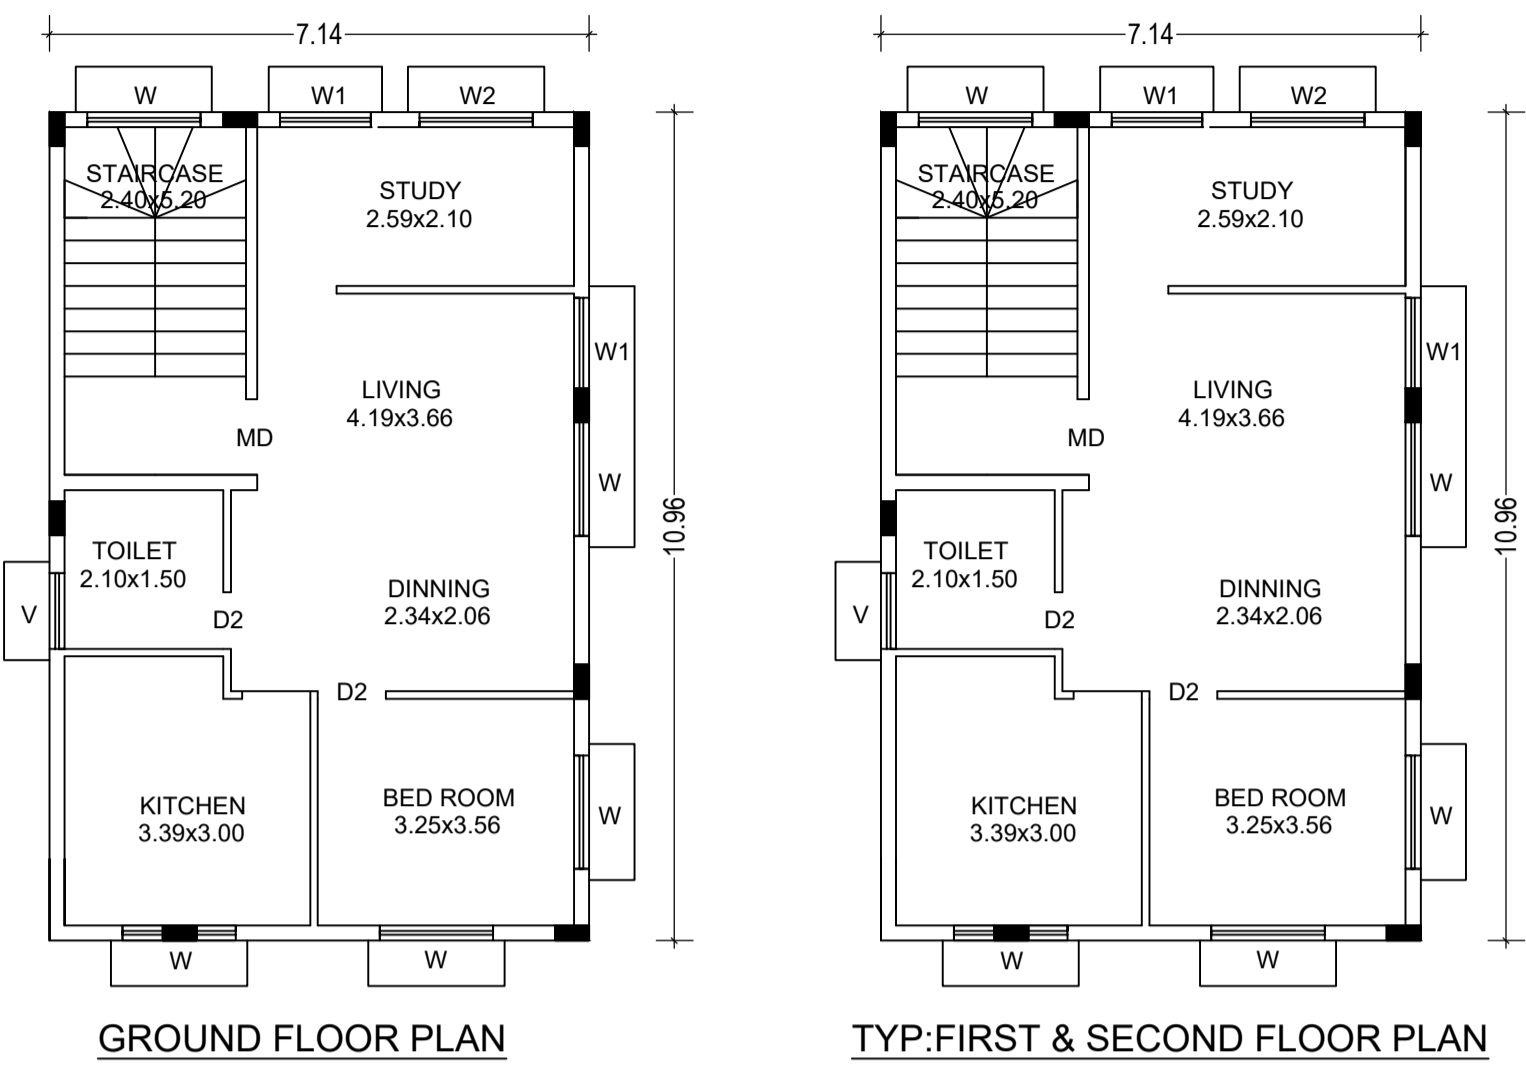 7.14
W
W1
W2
STAIRCASE
2.40x5.20
STUDY
2.59x2.10
W1
LIVING
4.19x3.66
MD
W
10.96
TOILET
2.10x1.50
DINNING
2.34x2.06
V
D2
D2
KITCHEN
3.39x3.00
BED ROOM
3.25x3.56
W
W
W
GROUND FLOOR PLAN
7.14
W
W1
W2
STAIRCASE
2.40x5.20
STUDY
2.59x2.10
W1
LIVING
4.19x3.66
MD
W
10.96
TOILET
2.10x1.50
DINNING
2.34x2.06
V
D2
D2
KITCHEN
3.39x3.00
BED ROOM
3.25x3.56
W
W
W
TYP:FIRST & SECOND FLOOR PLAN